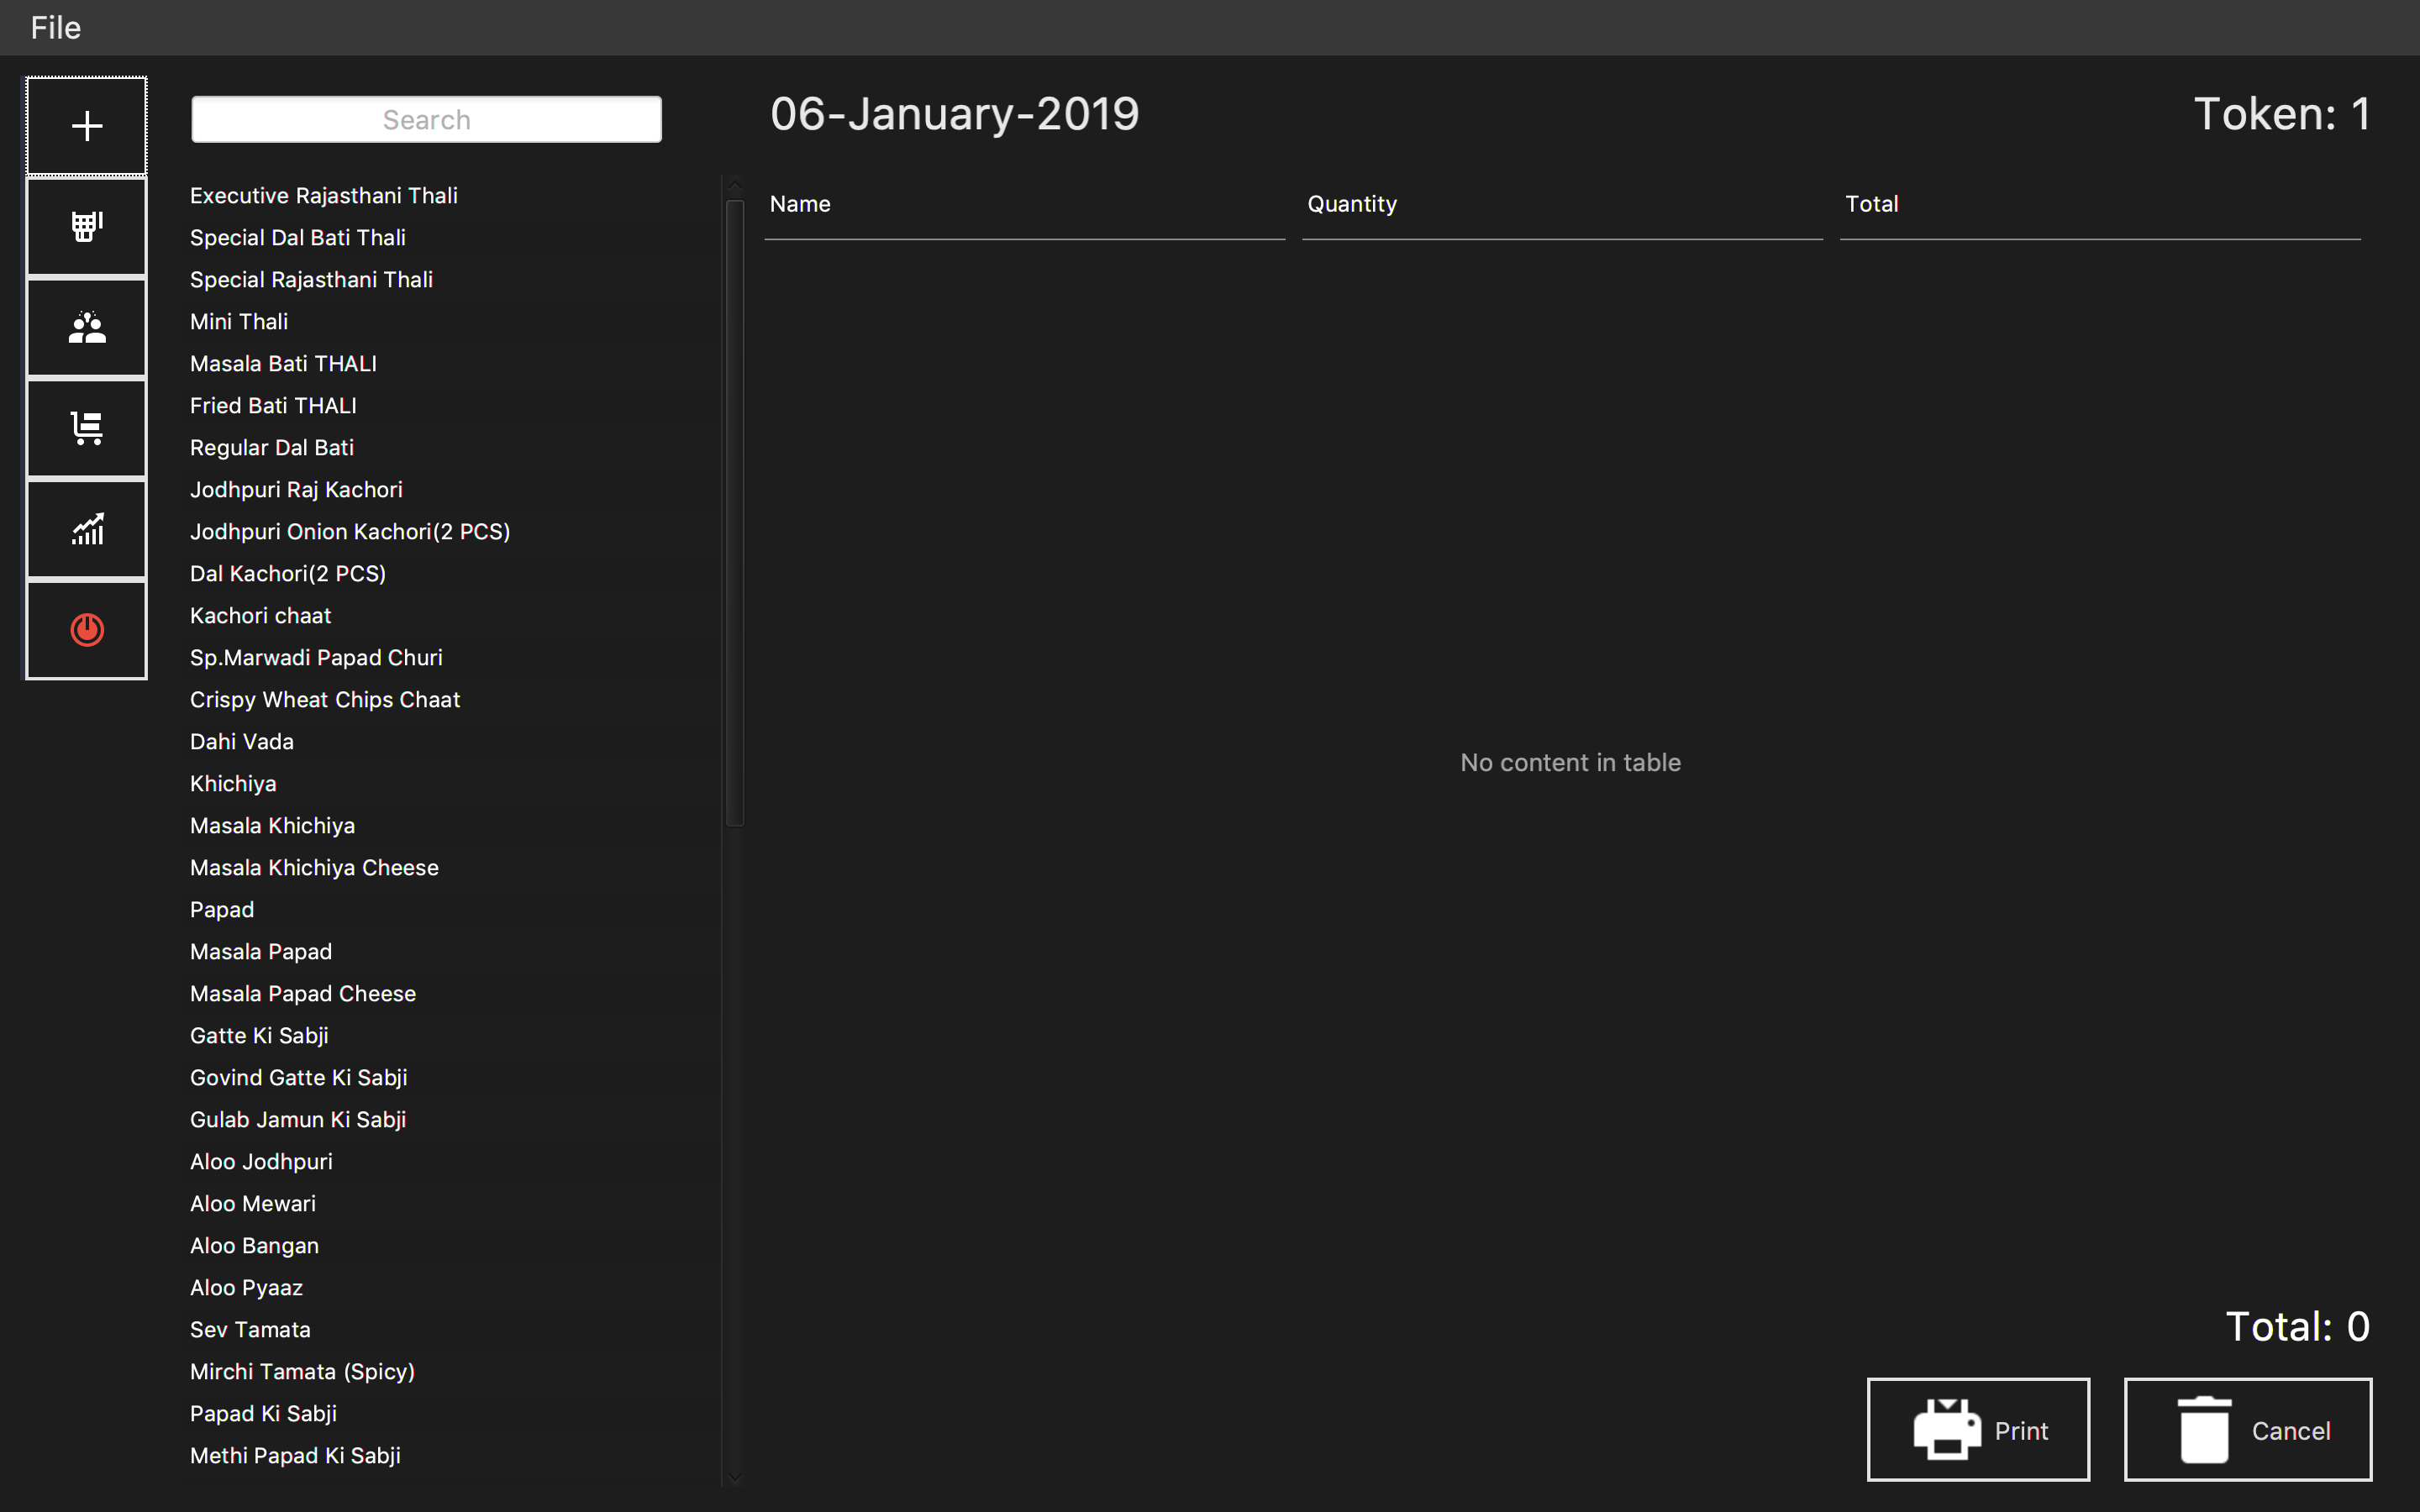 File
Search
06-January-2019
Token: 1
Name
Quantity
Total
Executive Rajasthani Thali
Special Dal Bati Thali
Special Rajasthani Thali
Mini Thali
Masala Bati THALI
Fried Bati THALI
Regular Dal Bati
Jodhpuri Raj Kachori
Jodhpuri Onion Kachori(2 PCS)
Dal Kachori(2 PCS)
Kachori chaat
Sp.Marwadi Papad Churi
Crispy Wheat Chips Chaat
Dahi Vada
Khichiya
Masala Khichiya
Masala Khichiya Cheese
Papad
Masala Papad
Masala Papad Cheese
Gatte Ki Sabji
Govind Gatte Ki Sabji
Gulab Jamun Ki Sabji
Aloo Jodhpuri
Aloo Mewari
Aloo Bangan
Aloo Pyaaz
Sev Tamata
Mirchi Tamata (Spicy)
Papad Ki Sabji
Methi Papad Ki Sabji
No content in table
Total: 0
Print
Cancel